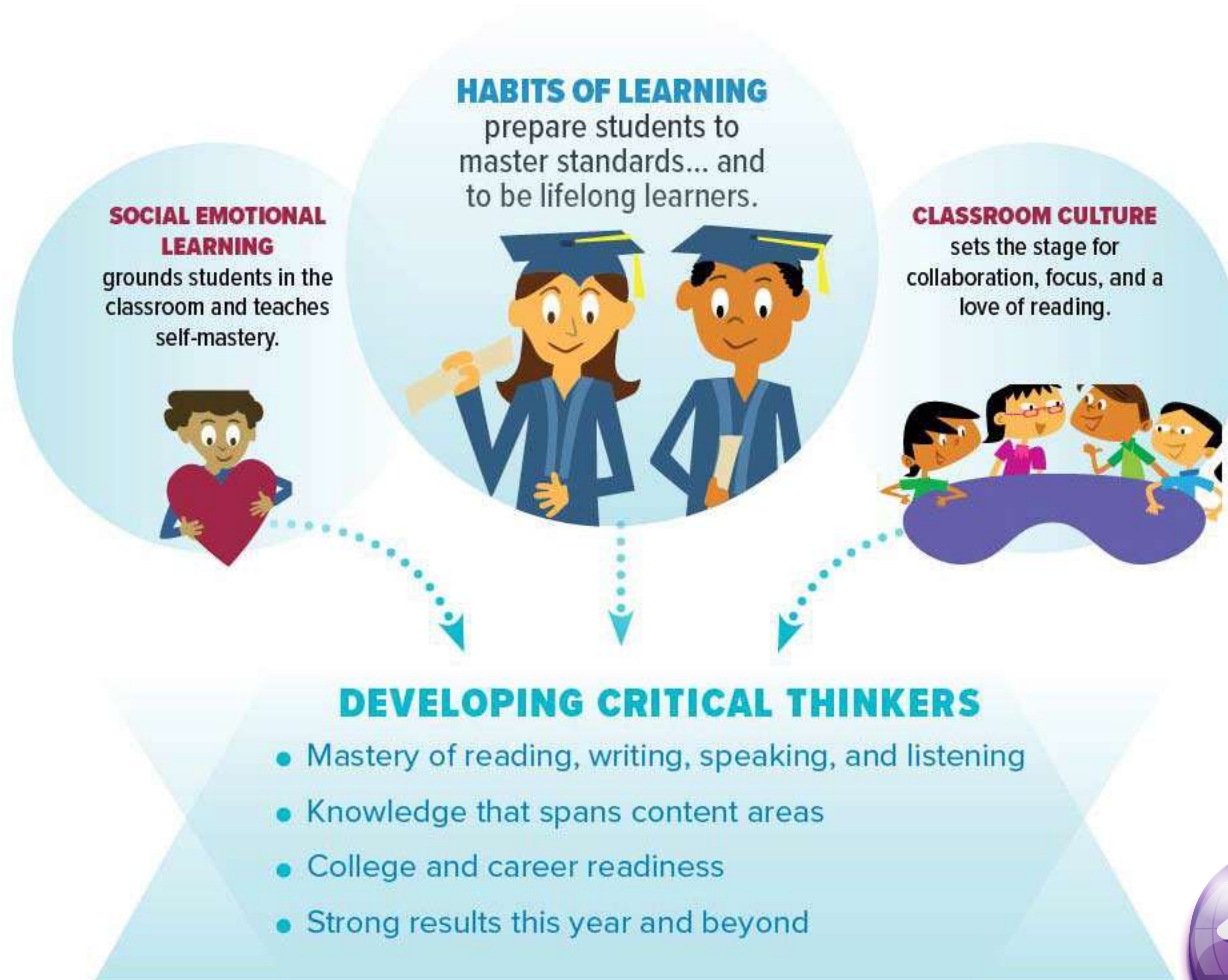 HABITS OF LEARNING
prepare students to
master standards... and
to be lifelong learners.
SOCIAL EMOTIONAL
LEARNING
grounds students in the
classroom and teaches
self-mastery.
CLASSROOM CULTURE
sets the stage for
collaboration, focus, and a
love of reading.
DEVELOPING CRITICAL THINKERS
• Mastery of reading, writing, speaking, and listening
• Knowledge that spans content areas
• College and career readiness
• Strong results this year and beyond